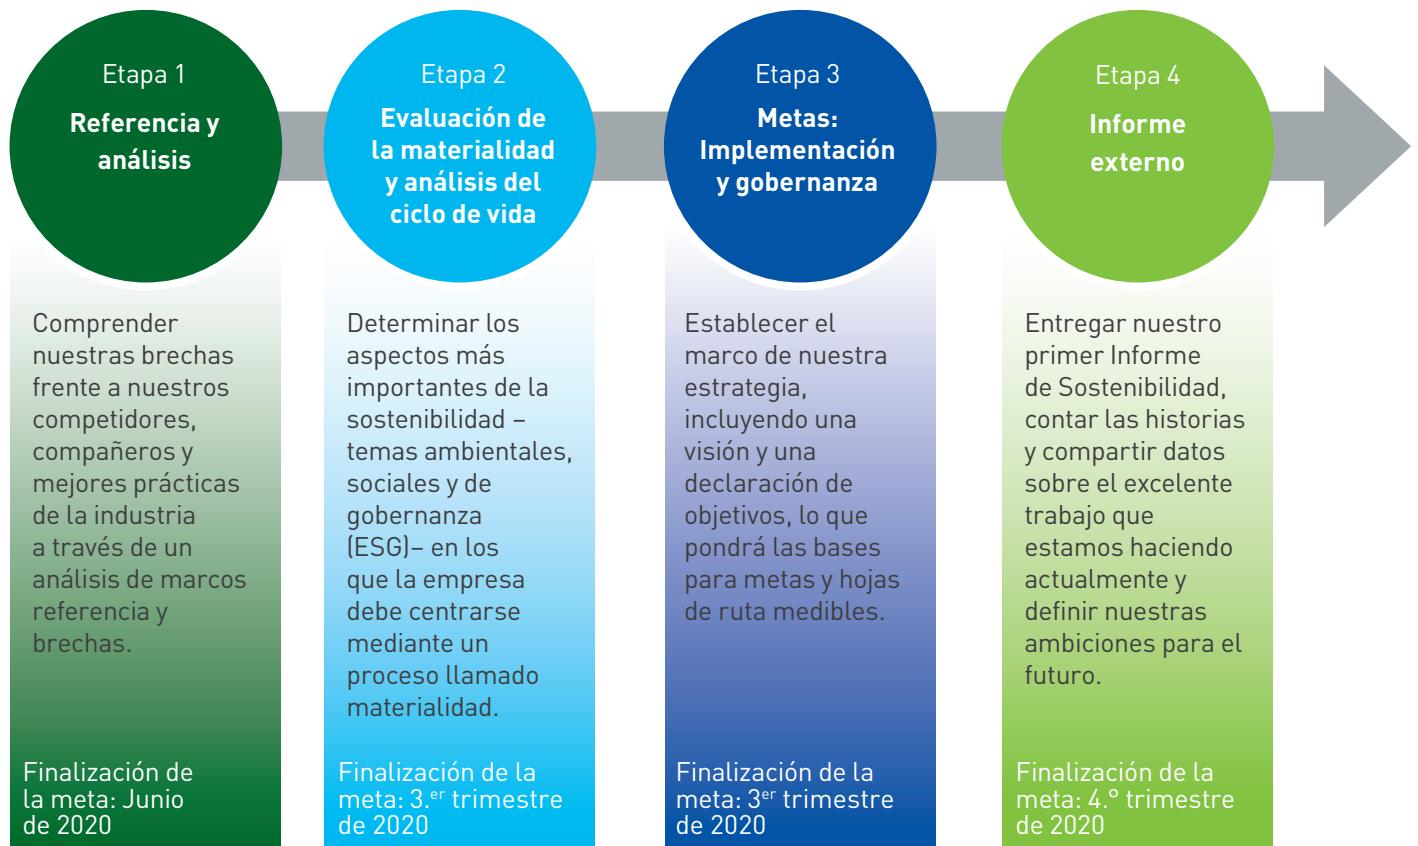 Etapa 1
Referencia y
análisis
Comprender
nuestras brechas
frente a nuestros
competidores,
compañeros y
mejores prácticas
de la industria
a través de un
análisis de marcos
referencia y
brechas.
Finalización de
la meta: Junio
de 2020
Etapa 2
Evaluación de
la materialidad
y análisis del
ciclo de vida
Determinar los
aspectos más
importantes de la
sostenibilidad –
temas ambientales,
sociales y de
gobernanza
(ESG)– en los
que la empresa
debe centrarse
mediante un
proceso llamado
materialidad.
Finalización de la
meta: 3.er trimestre
de 2020
Etapa 3
Metas:
Implementación
y gobernanza
Establecer el
marco de nuestra
estrategia,
incluyendo una
visión y una
declaración de
objetivos, lo que
pondrá las bases
para metas y hojas
de ruta medibles.
Finalización de la
meta: 3er trimestre
de 2020
Etapa 4
Informe
externo
Entregar nuestro
primer Informe
de Sostenibilidad,
contar las historias
y compartir datos
sobre el excelente
trabajo que
estamos haciendo
actualmente y
definir nuestras
ambiciones para el
futuro.
Finalización de la
meta: 4.° trimestre
de 2020